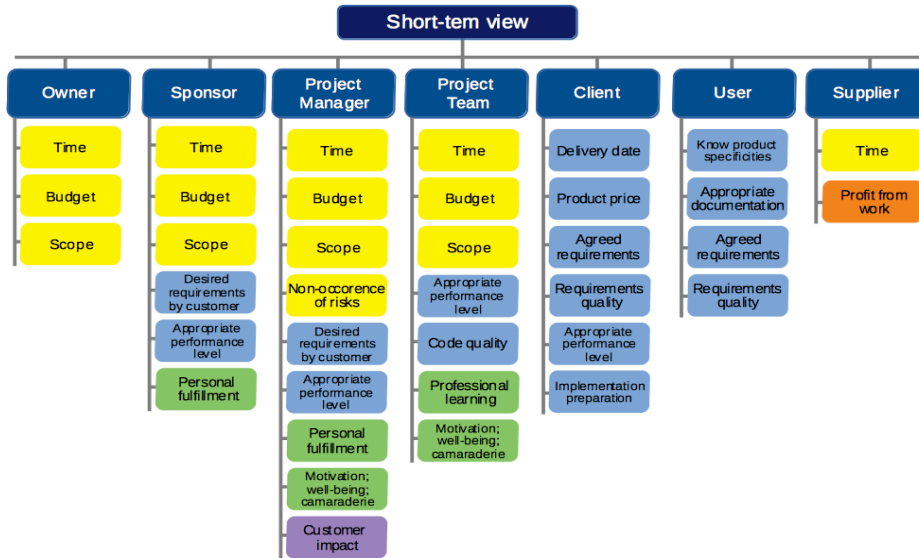 Short-tem view
Owner
Time
Budget
Scope
Sponsor
Time
Budget
Scope
Desired
requirements
by customer
Appropriate
performance
level
Personal
fulfillment
Project
Manager
Time
Budget
Scope
Non-occorence
of risks
Desired
requirements
by customer
Appropriate
performance
level
Personal
fulfillment
Motivation;
well-being;
camaraderie
Customer
impact
Project
Team
Time
Budget
Scope
Appropriate
performance
level
Code quality
Professional
learning
Motivation;
well-being;
camaraderie
Client
Delivery date
Product price
Agreed
requirements
Requirements
quality
Appropriate
performance
level
Implementation
preparation
User
Know product
specificities
Appropriate
documentation
Agreed
requirements
Requirements
quality
Supplier
Time
Profit from
work